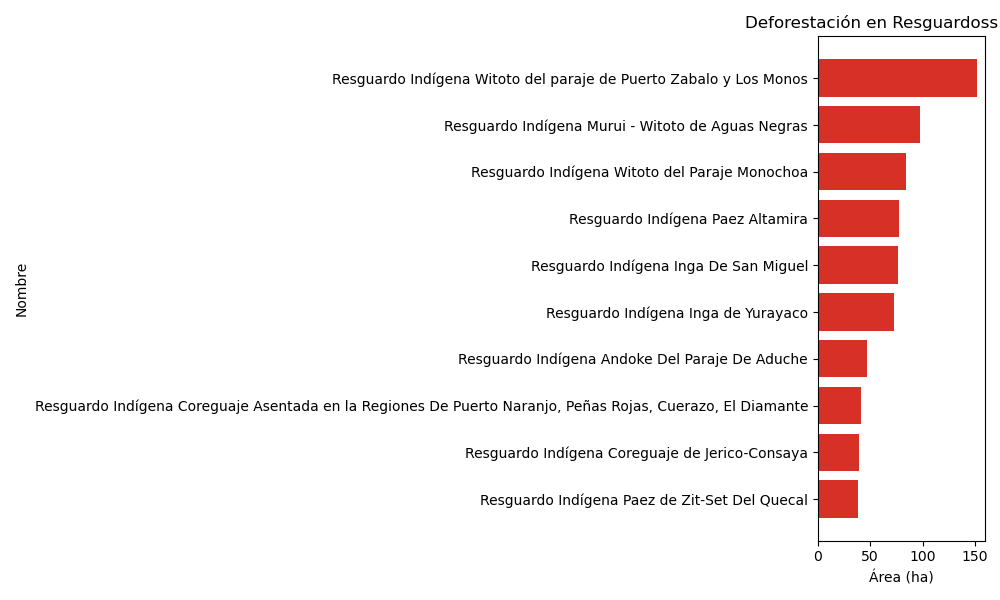 Deforestación en Resguardoss
Resguardo Indígena Witoto del paraje de Puerto Zabalo y Los Monos
Resguardo Indígena Murui - Witoto de Aguas Negras
Resguardo Indígena Witoto del Paraje Monochoa
Resguardo Indígena Paez Altamira
Resguardo Indígena Inga De San Miguel
Resguardo Indígena Inga de Yurayaco
Resguardo Indígena Andoke Del Paraje De Aduche
Resguardo Indígena Coreguaje Asentada en la Regiones De Puerto Naranjo, Peñas Rojas, Cuerazo, El Diamante
Resguardo Indígena Coreguaje de Jerico-Consaya
Resguardo Indígena Paez de Zit-Set Del Quecal
Nombre
0 50 100 150
Área (ha)